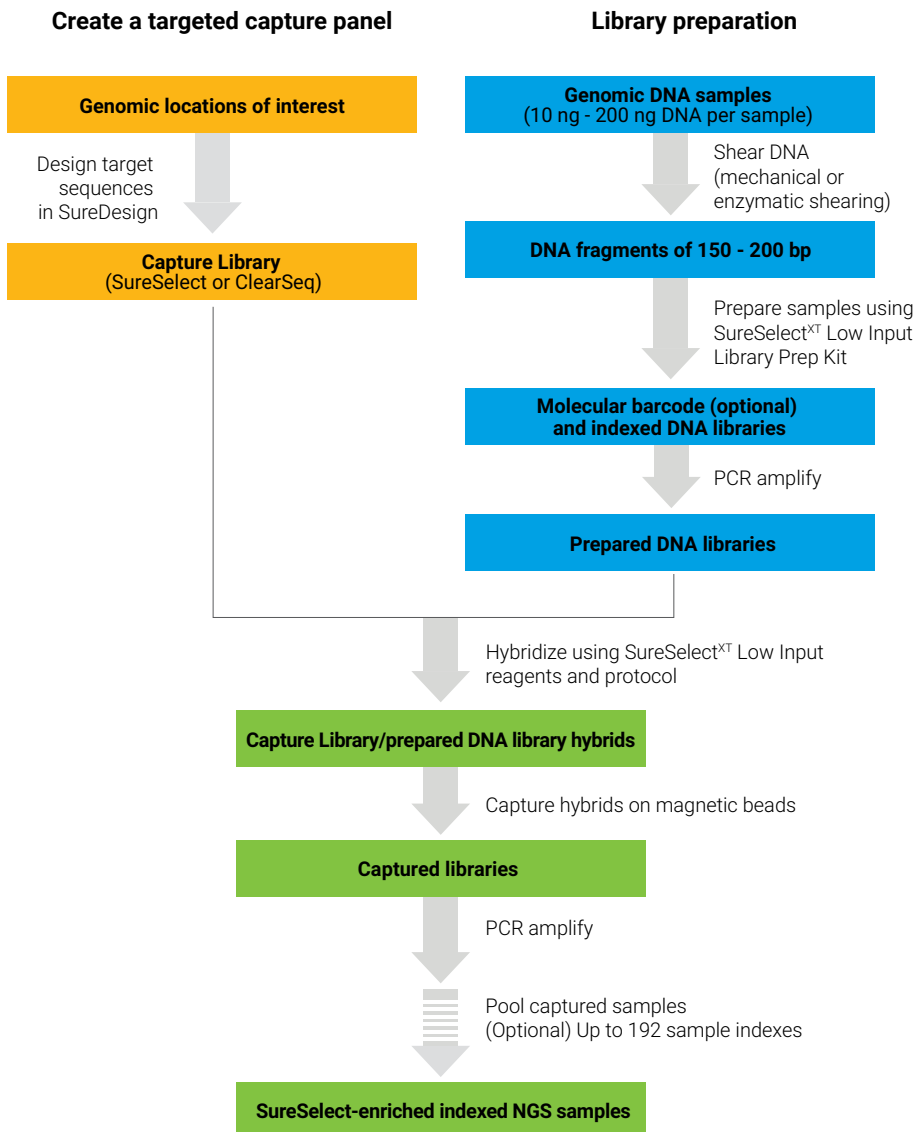 Create a targeted capture panel
Genomic locations of interest
Design target
sequences
in SureDesign
Capture Library
(SureSelect or ClearSeq)
Library preparation
Genomic DNA samples
(10 ng - 200 ng DNA per sample)
Shear DNA
(mechanical or
enzymatic shearing)
DNA fragments of 150 - 200 bp
Prepare samples using
SureSelectXT Low Input
Library Prep Kit
Molecular barcode (optional)
and indexed DNA libraries
PCR amplify
Prepared DNA libraries
Hybridize using SureSelectXT Low Input
reagents and protocol
Capture Library/prepared DNA library hybrids
Capture hybrids on magnetic beads
Captured libraries
PCR amplify
Pool captured samples
(Optional) Up to 192 sample indexes
SureSelect-enriched indexed NGS samples